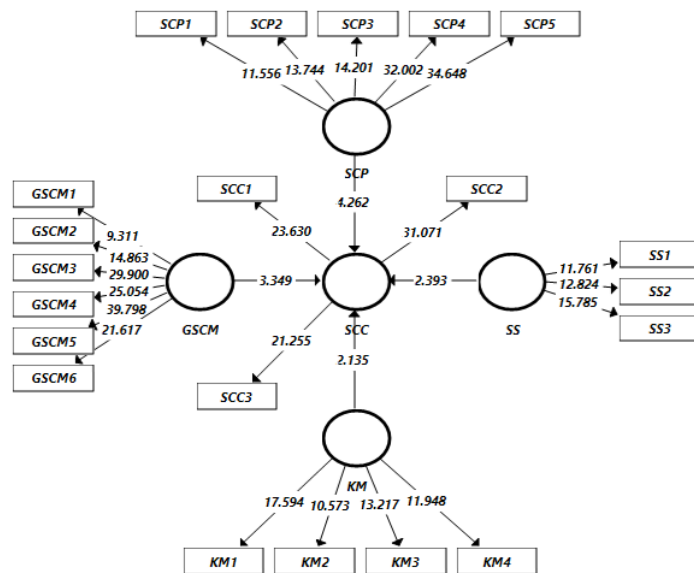 SCP1
SCP2
SCP3
SCP4
SCP5
11.556
13.744
14.201
32.002
34.648
SCP
4.262
SCC1
SCC2
23.630
31.071
GSCM1
GSCM2
GSCM3
GSCM4
GSCM5
GSCM6
9.311
14.863
29.900
25.054
39.798
21.617
GSCM
3.349
SCC
2.393
SS
11.761
12.824
15.785
SS1
SS2
SS3
21.255
SCC3
2.135
KM
17.594
10.573
13.217
11.948
KM1
KM2
KM3
KM4